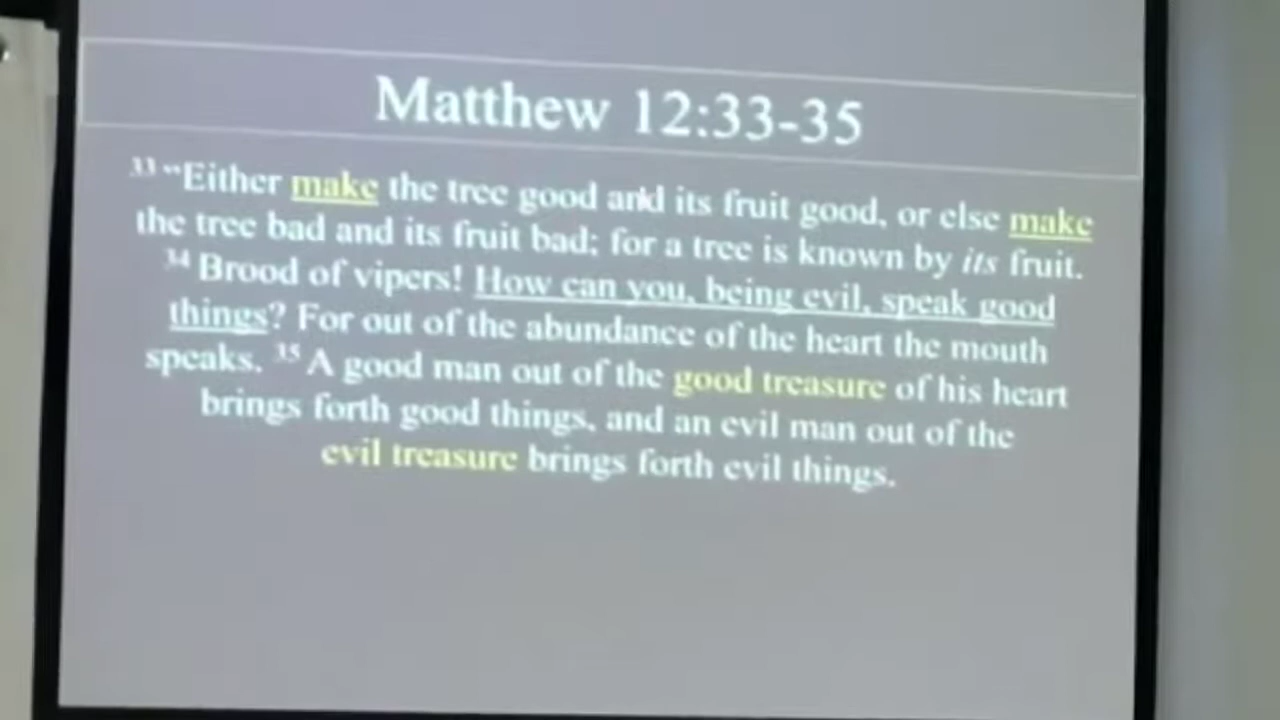 Matthew 12:33-35
33 "Either make the tree good and its fruit good, or else make
the tree bad and its fruit bad; for a tree is known by its fruit.
34 Brood of vipers! How can you, being evil, speak good
things? For out of the abundance of the heart the mouth
speaks. 35 A good man out of the good treasure of his heart
brings forth good things, and an evil man out of the
evil treasure brings forth evil things.